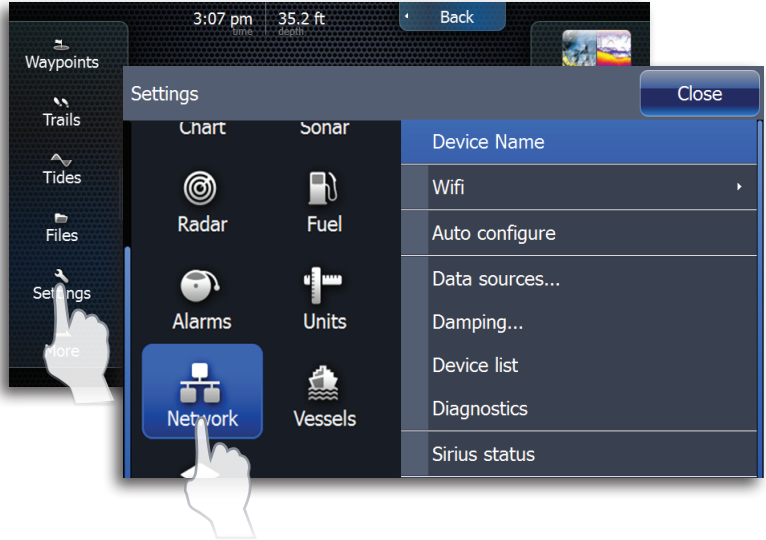 3:07 pm
time
35.2 ft
depth
Back
Waypoints
Trails
Tides
Files
Settings
More
Settings
Close
Chart
Sonar
Radar
Fuel
Alarms
Units
Network
Vessels
Device Name
Wifi
Auto configure
Data sources...
Damping...
Device list
Diagnostics
Sirius status